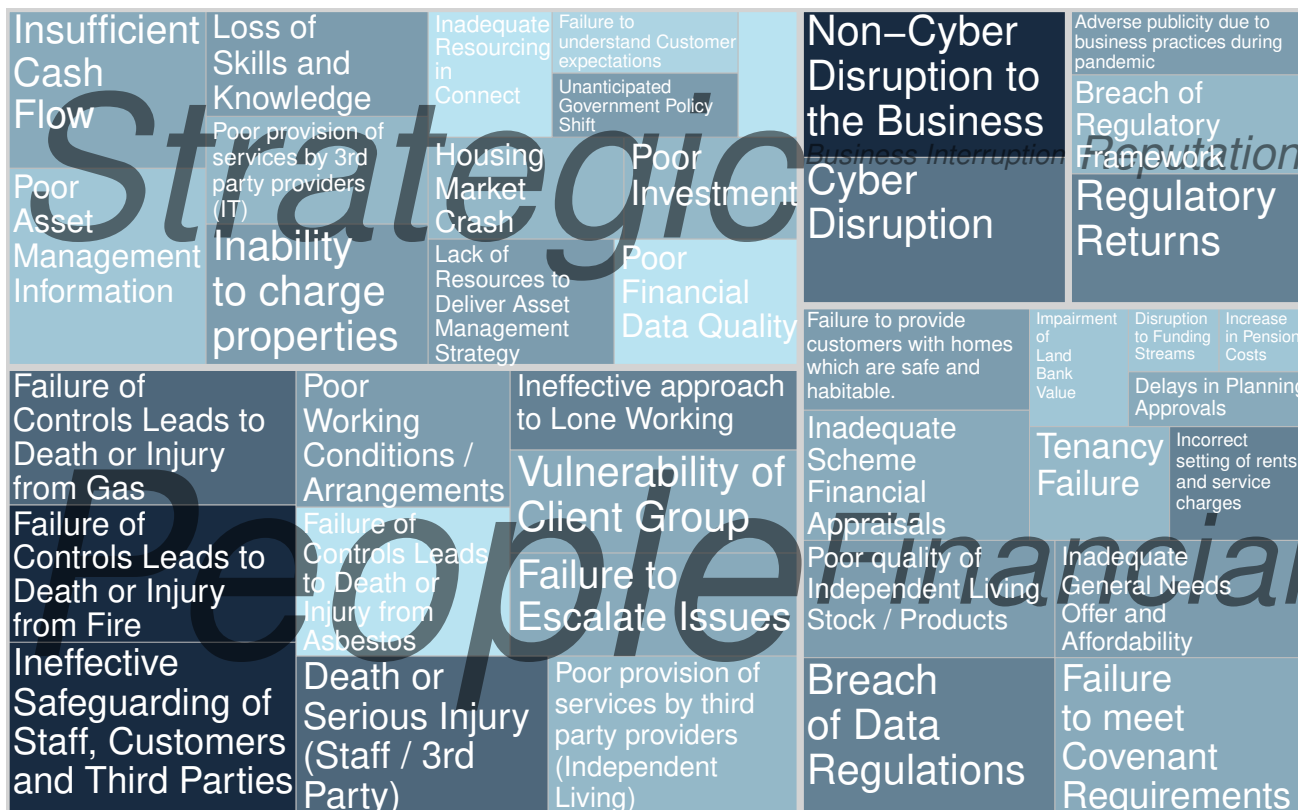 Insufficient
Cash
Flow
Loss of
Skills and
Knowledge
Inadequate
Resourcing
in
Connect
Failure to
understand Customer
expectations
Unanticipated
Government Policy
Shift
Poor provision of
services by 3rd
party providers
(IT)
Poor
Asset
Management
Information
Inability
to charge
properties
Housing
Market
Crash
Poor
Investment
Lack of
Resources to
Deliver Asset
Management
Strategy
Poor
Financial
Data Quality
Strategic
Non−Cyber
Disruption to
the Business
Cyber
Disruption
Business Interruption
Adverse publicity due to
business practices during
pandemic
Breach of
Regulatory
Framework
Regulatory
Returns
Reputation
Failure of
Controls Leads to
Death or Injury
from Gas
Failure of
Controls Leads to
Death or Injury
from Fire
Ineffective
Safeguarding of
Staff, Customers
and Third Parties
Poor
Working
Conditions /
Arrangements
Failure of
Controls Leads
to Death or
Injury from
Asbestos
Ineffective approach
to Lone Working
Vulnerability of
Client Group
Failure to
Escalate Issues
Death or
Serious Injury
(Staff / 3rd
Party)
Poor provision of
services by third
party providers
(Independent
Living)
People
Failure to provide
customers with homes
which are safe and
habitable.
Impairment
of
Land
Bank
Value
Disruption
to Funding
Streams
Increase
in Pension
Costs
Delays in Planning
Approvals
Inadequate
Scheme
Financial
Appraisals
Tenancy
Failure
Incorrect
setting of rents
and service
charges
Poor quality of
Independent Living
Stock / Products
Inadequate
General Needs
Offer and
Affordability
Breach
of Data
Regulations
Failure
to meet
Covenant
Requirements
Financial